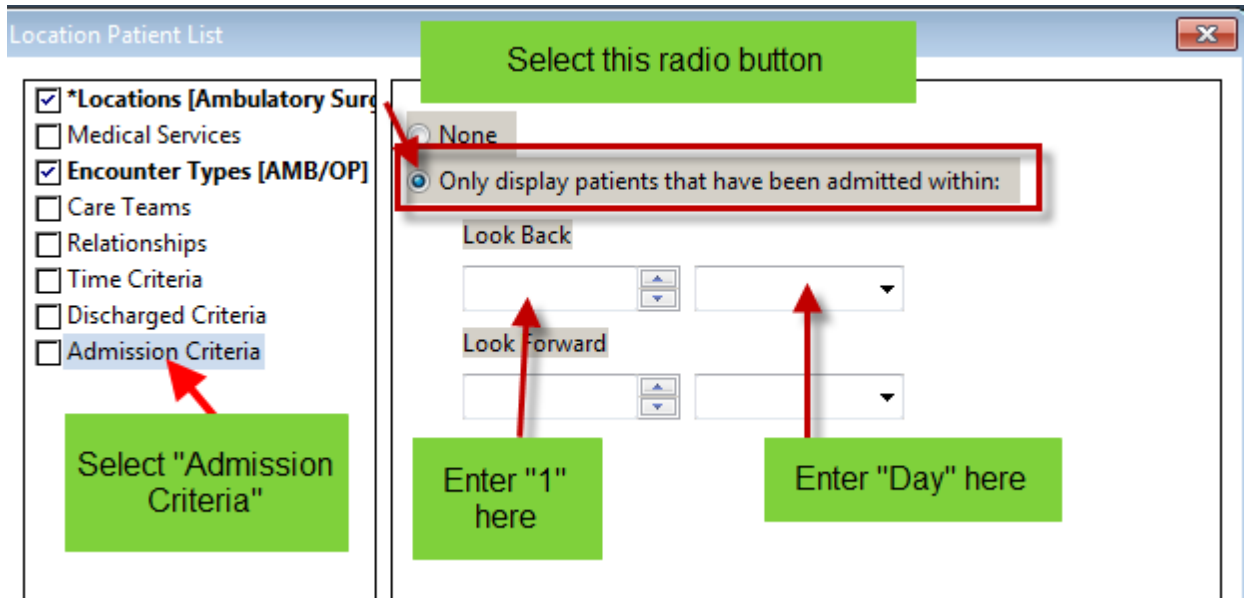 Location Patient List
Select this radio button
*Locations [Ambulatory Surg
Medical Services
Encounter Types [AMB/OP]
Care Teams
Relationships
Time Criteria
Discharged Criteria
Admission Criteria
Select "Admission
Criteria"
None
Only display patients that have been admitted within:
Look Back
Look Forward
Enter "1"
here
Enter "Day" here